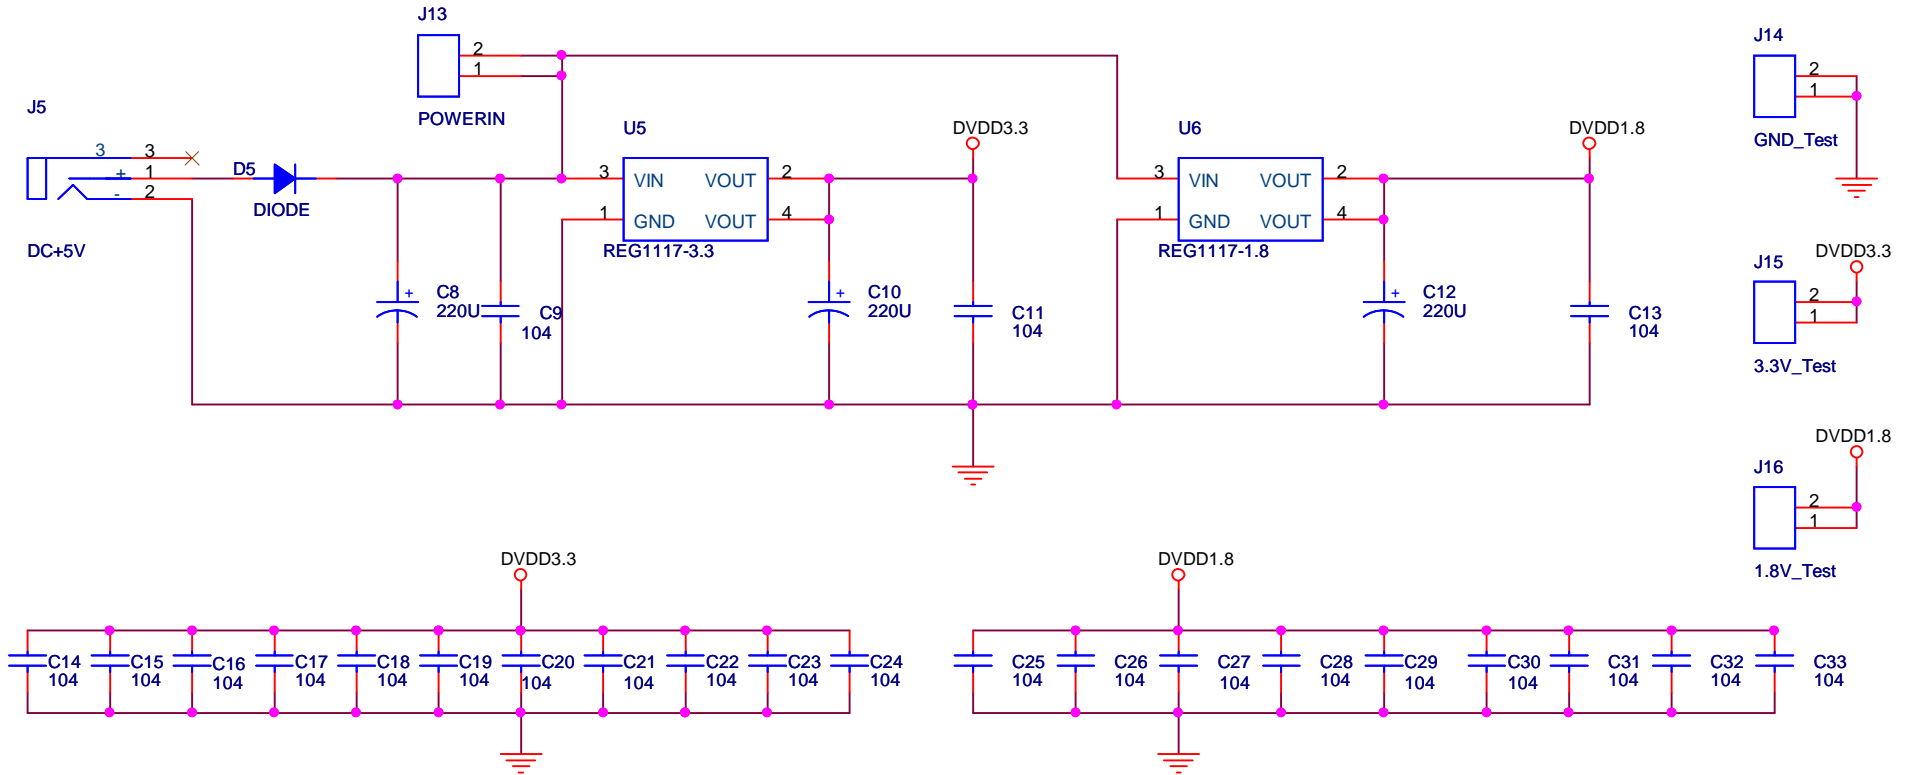 J13
2
1
POWERIN
J5
3 3
+ 1
- 2
DC+5V
D5
DIODE
U5
3 VIN VOUT 2
1 GND VOUT 4
REG1117-3.3
DVDD3.3
U6
3 VIN VOUT 2
1 GND VOUT 4
REG1117-1.8
DVDD1.8
+ C8
220U
C9
104
+ C10
220U
C11
104
+ C12
220U
C13
104
J14
2
1
GND_Test
DVDD3.3
J15
2
1
3.3V_Test
DVDD1.8
J16
2
1
1.8V_Test
DVDD3.3
C14 C15 C16 C17 C18 C19 C20 C21 C22 C23 C24
104 104 104 104 104 104 104 104 104 104 104
DVDD1.8
C25 C26 C27 C28 C29 C30 C31 C32 C33
104 104 104 104 104 104 104 104 104